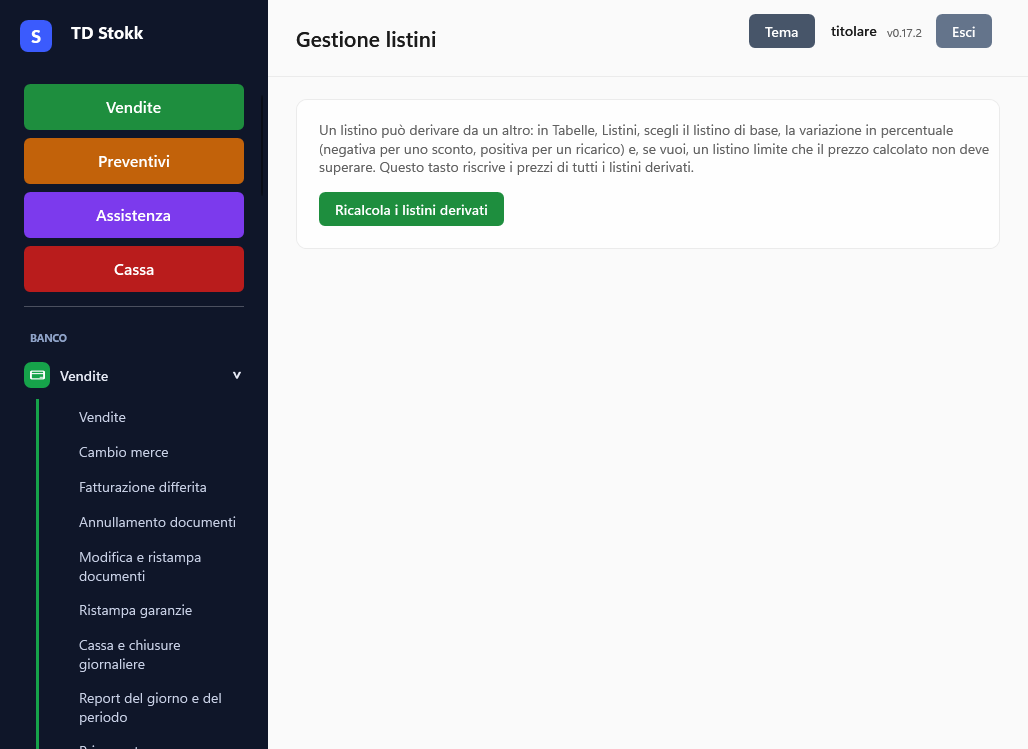 S
TD Stokk
Vendite
Preventivi
Assistenza
Cassa
BANCO
Vendite
Vendite
Cambio merce
Fatturazione differita
Annullamento documenti
Modifica e ristampa
documenti
Ristampa garanzie
Cassa e chiusure
giornaliere
Report del giorno e del
periodo
Gestione listini
Tema
titolare
v0.17.2
Esci
Un listino può derivare da un altro: in Tabelle, Listini, scegli il listino di base, la variazione in percentuale
(negativa per uno sconto, positiva per un ricarico) e, se vuoi, un listino limite che il prezzo calcolato non deve
superare. Questo tasto riscrive i prezzi di tutti i listini derivati.
Ricalcola i listini derivati